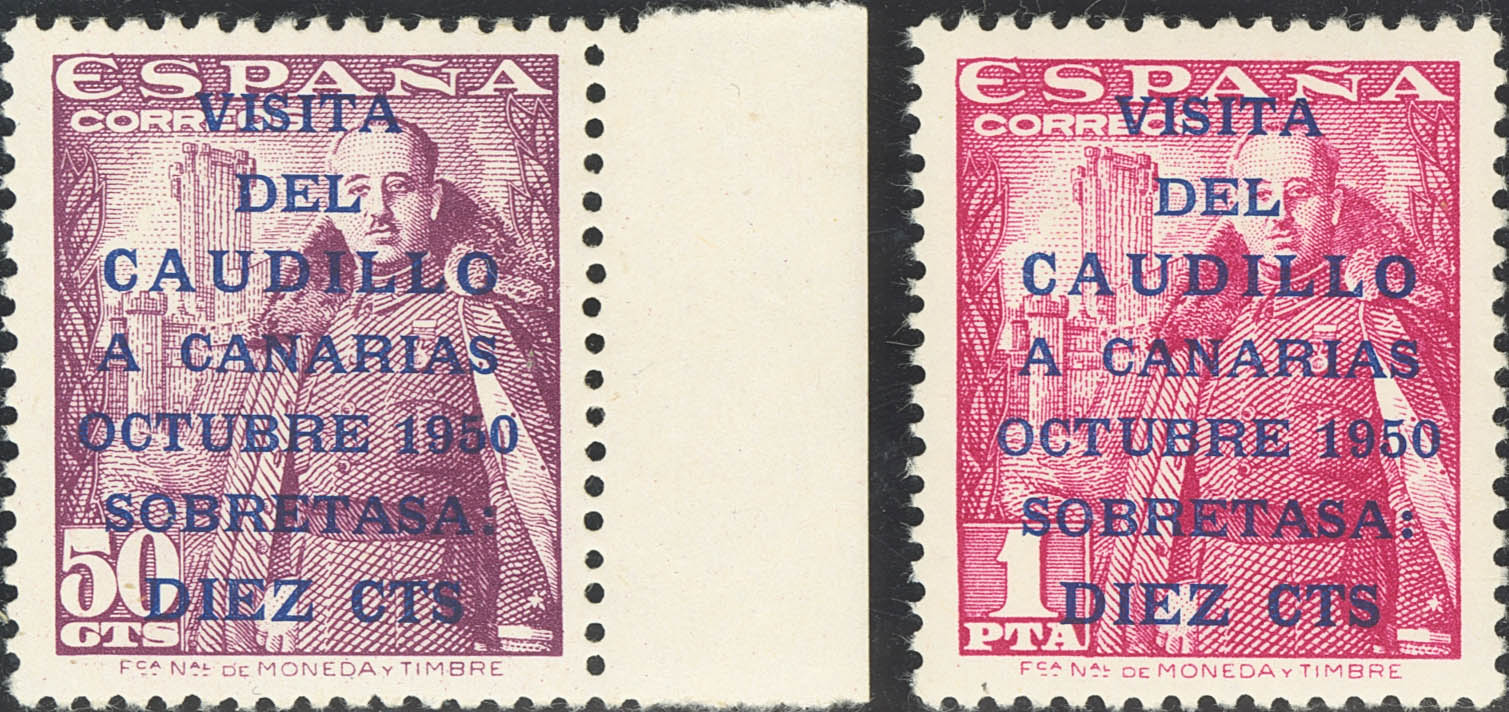 ESPAÑA
CORREOS
VISITA
DEL
CAUDILLO
A CANARIAS
OCTUBRE 1950
SOBRETASA:
DIEZ CTS
50
CTS
FCA NAL DE MONEDA Y TIMBRE
ESPAÑA
CORREOS
VISITA
DEL
CAUDILLO
A CANARIAS
OCTUBRE 1950
SOBRETASA:
DIEZ CTS
1
PTA
FCA NAL DE MONEDA Y TIMBRE